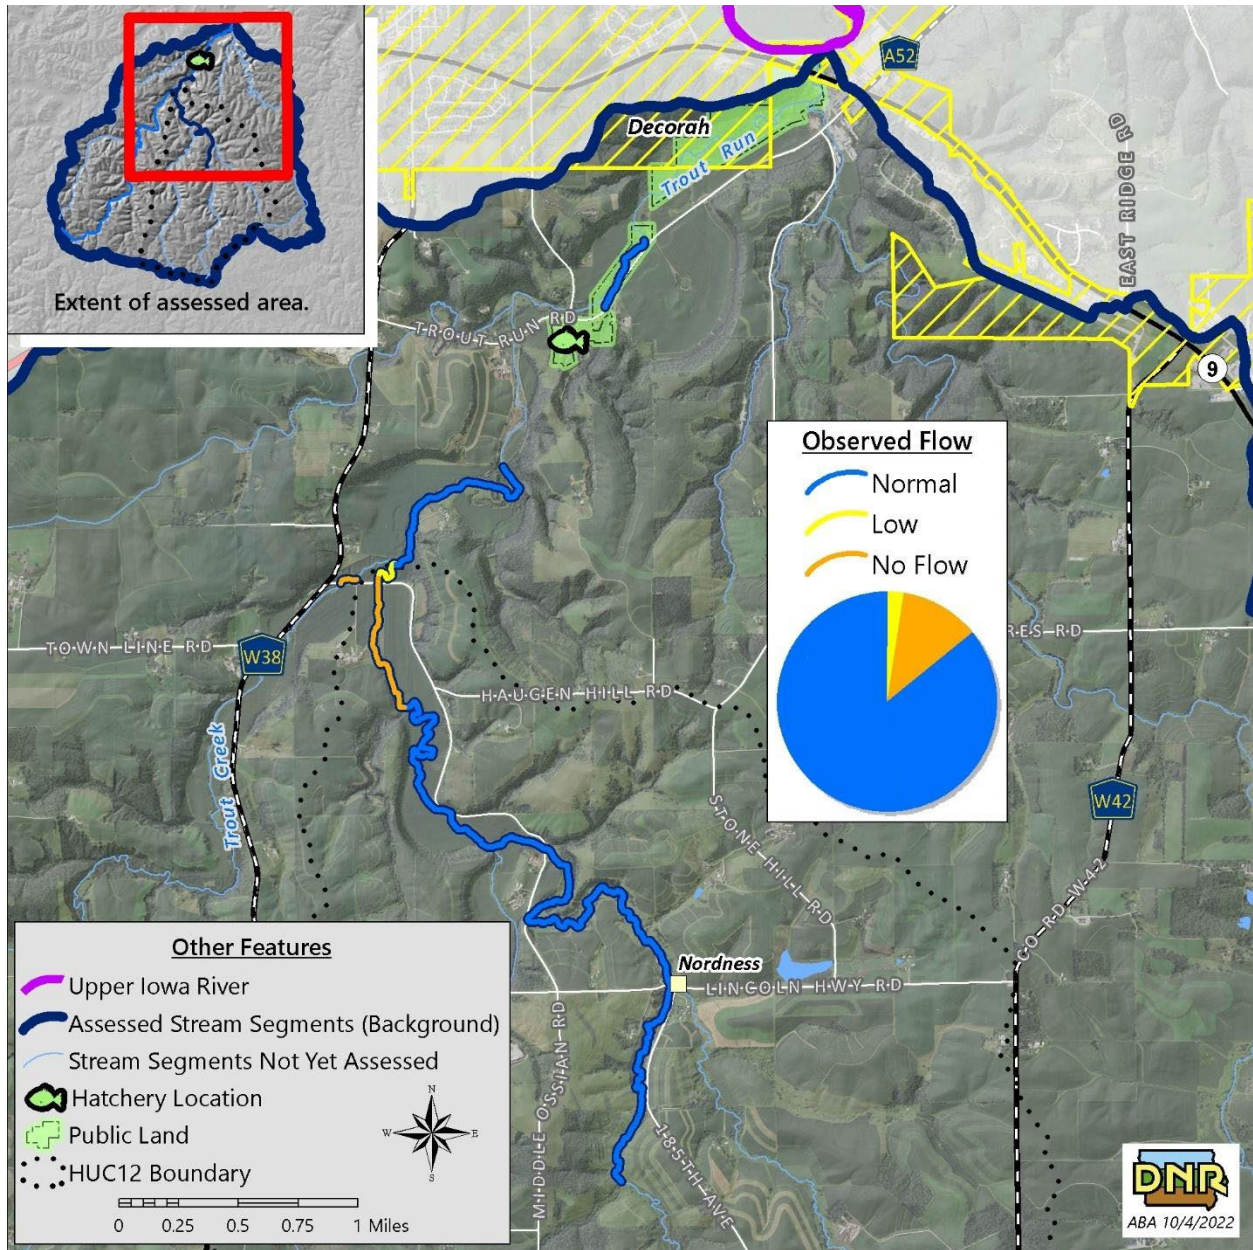 Extent of assessed area.
A52
Decorah
Trout Run
EAST RIDGE RD
TROUT RUN RD
9
Observed Flow
Normal
Low
No Flow
TOWN LINE RD
W38
RES RD
HAUGEN HILL RD
Trout Creek
STONE HILL RD
W42
CO RD W-42
Nordness
LINCOLN HWY RD
MIDDLE OSSIAN RD
185TH AVE
Other Features
Upper Iowa River
Assessed Stream Segments (Background)
Stream Segments Not Yet Assessed
Hatchery Location
Public Land
HUC12 Boundary
N
W E
S
0 0.25 0.5 0.75 1 Miles
DNR
ABA 10/4/2022